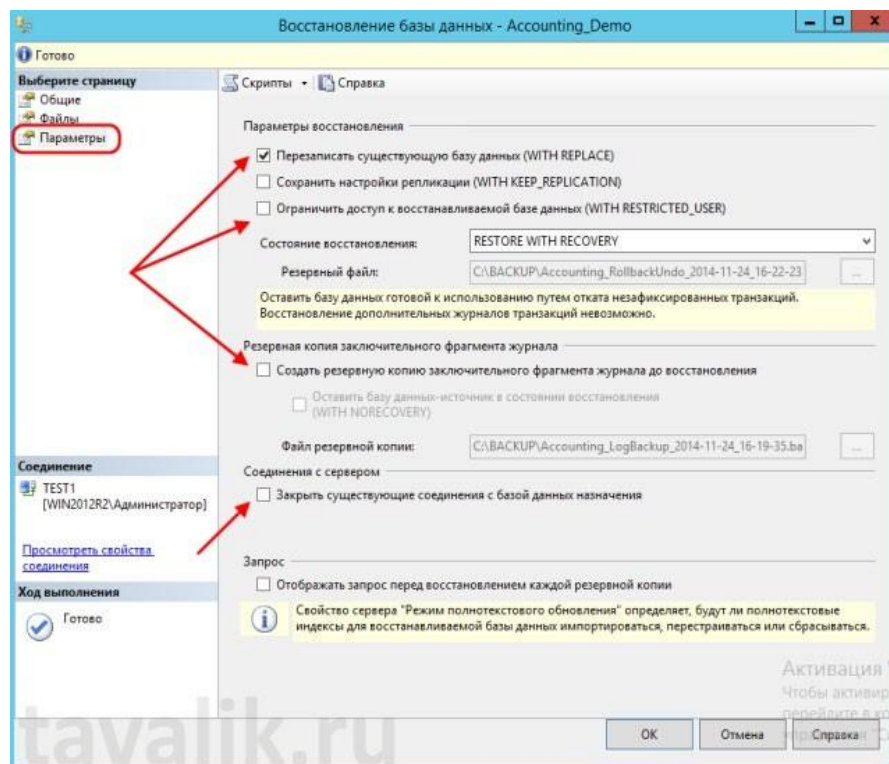 Восстановление базы данных - Accounting_Demo
Готово
Выберите страницу
Общие
Файлы
Параметры
Скрипты
Справка
Параметры восстановления
Перезаписать существующую базу данных (WITH REPLACE)
Сохранить настройки репликации (WITH KEEP_REPLICATION)
Ограничить доступ к восстанавливаемой базе данных (WITH RESTRICTED_USER)
Состояние восстановления:
RESTORE WITH RECOVERY
Резервный файл:
C:\BACKUP\Accounting_RollbackUndo_2014-11-24_16-22-23
...
Оставить базу данных готовой к использованию путем отката незафиксированных транзакций.
Восстановление дополнительных журналов транзакций невозможно.
Резервная копия заключительного фрагмента журнала
Создать резервную копию заключительного фрагмента журнала до восстановления
Оставить базу данных-источник в состоянии восстановления
(WITH NORECOVERY)
Файл резервной копии:
C:\BACKUP\Accounting_LogBackup_2014-11-24_16-19-35.ba
...
Соединения с сервером
Закрыть существующие соединения с базой данных назначения
Соединение
TEST1
[WIN2012R2\Администратор]
Просмотреть свойства
соединения
Ход выполнения
Готово
Запрос
Отображать запрос перед восстановлением каждой резервной копии
Свойство сервера "Режим полнотекстового обновления" определяет, будут ли полнотекстовые
индексы для восстанавливаемой базы данных импортироваться, перестраиваться или сбрасываться.
Активация
Чтобы активир
перейдите в
tavalik.ru
OK
Отмена
Справка